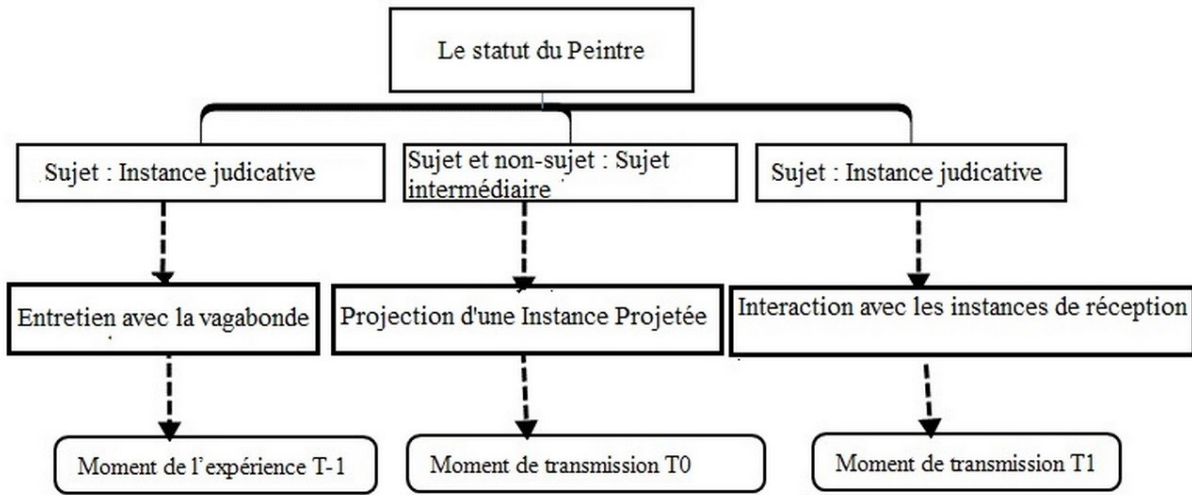 Le statut du Peintre
Sujet : Instance judicative
Sujet et non-sujet : Sujet
intermédiaire
Sujet : Instance judicative
Entretien avec la vagabonde
Projection d'une Instance Projetée
Interaction avec les instances de réception
Moment de l'expérience T-1
Moment de transmission T0
Moment de transmission T1